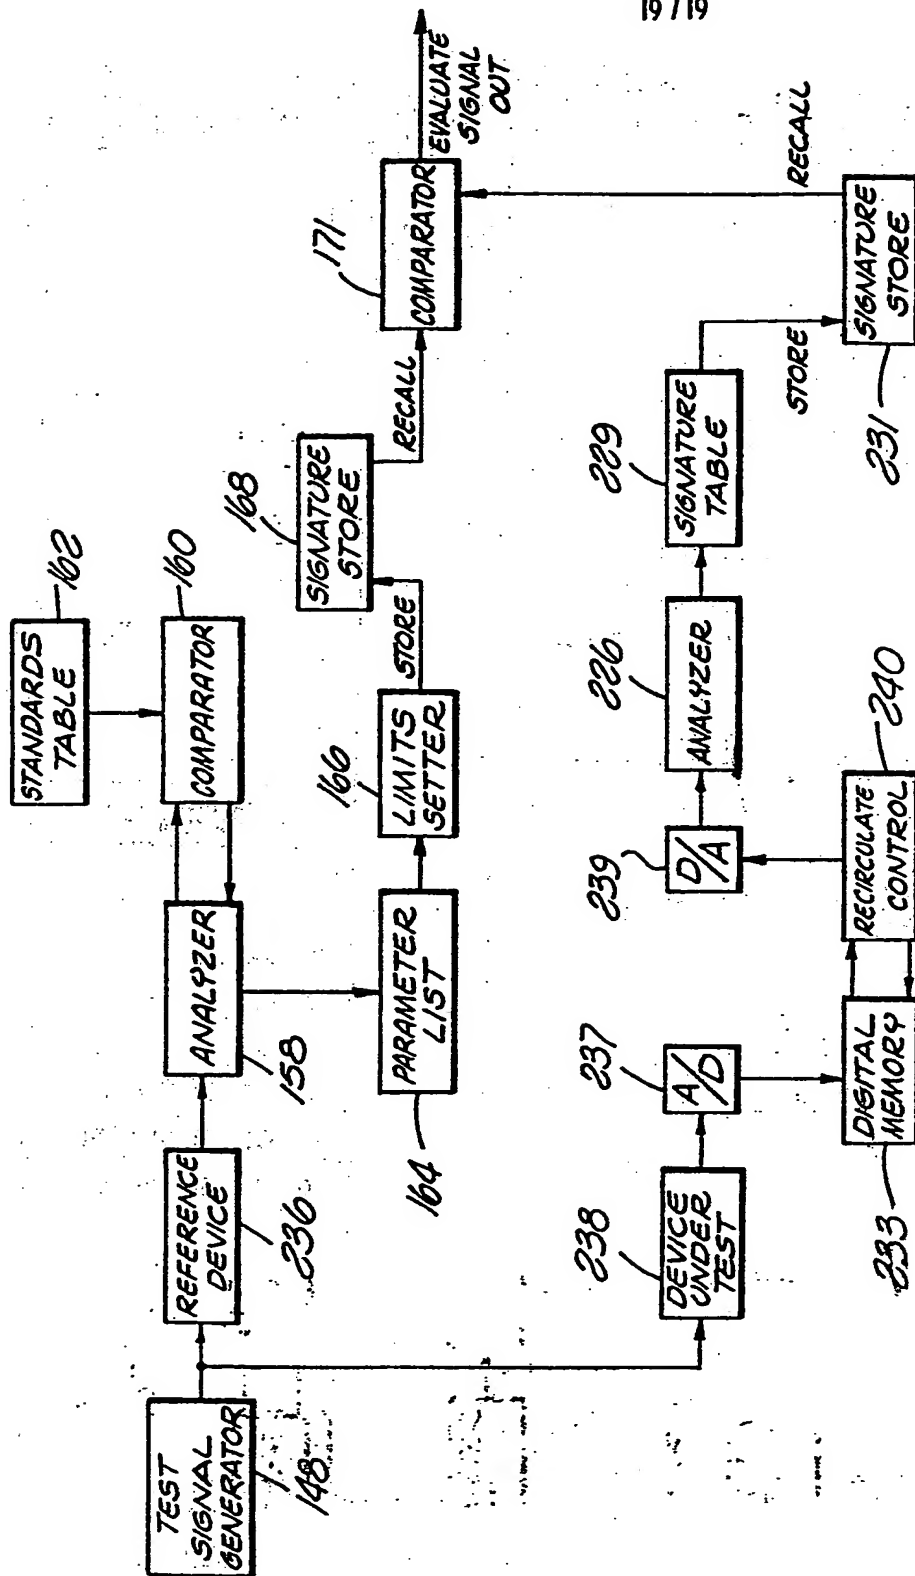 19/19
TEST
SIGNAL
GENERATOR
148
REFERENCE
DEVICE
236
ANALYZER
158
STANDARDS
TABLE
162
COMPARATOR
160
PARAMETER
LIST
164
LIMITS
SETTER
166
STORE
SIGNATURE
STORE
168
RECALL
COMPARATOR
171
EVALUATE
SIGNAL
OUT
DEVICE
UNDER
TEST
238
A/D
237
DIGITAL
MEMORY
233
RECIRCULATE
CONTROL
240
D/A
239
ANALYZER
226
SIGNATURE
TABLE
229
STORE
SIGNATURE
STORE
231
RECALL